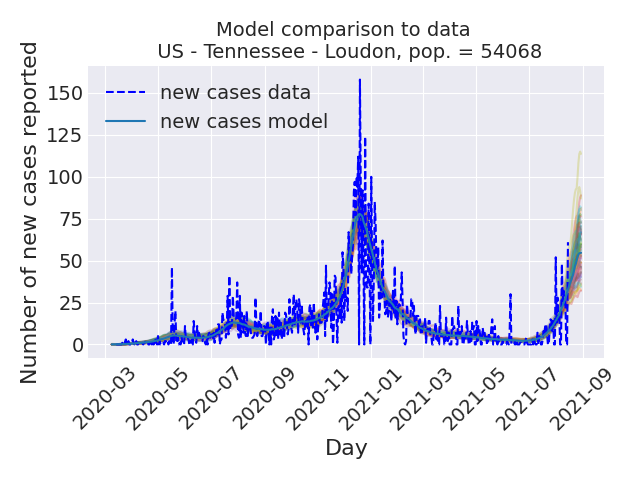 Model comparison to data
US - Tennessee - Loudon, pop. = 54068
Number of new cases reported
150
125
100
75
50
25
0
new cases data
new cases model
2020-03
2020-05
2020-07
2020-09
2020-11
2021-01
2021-03
2021-05
2021-07
2021-09
Day